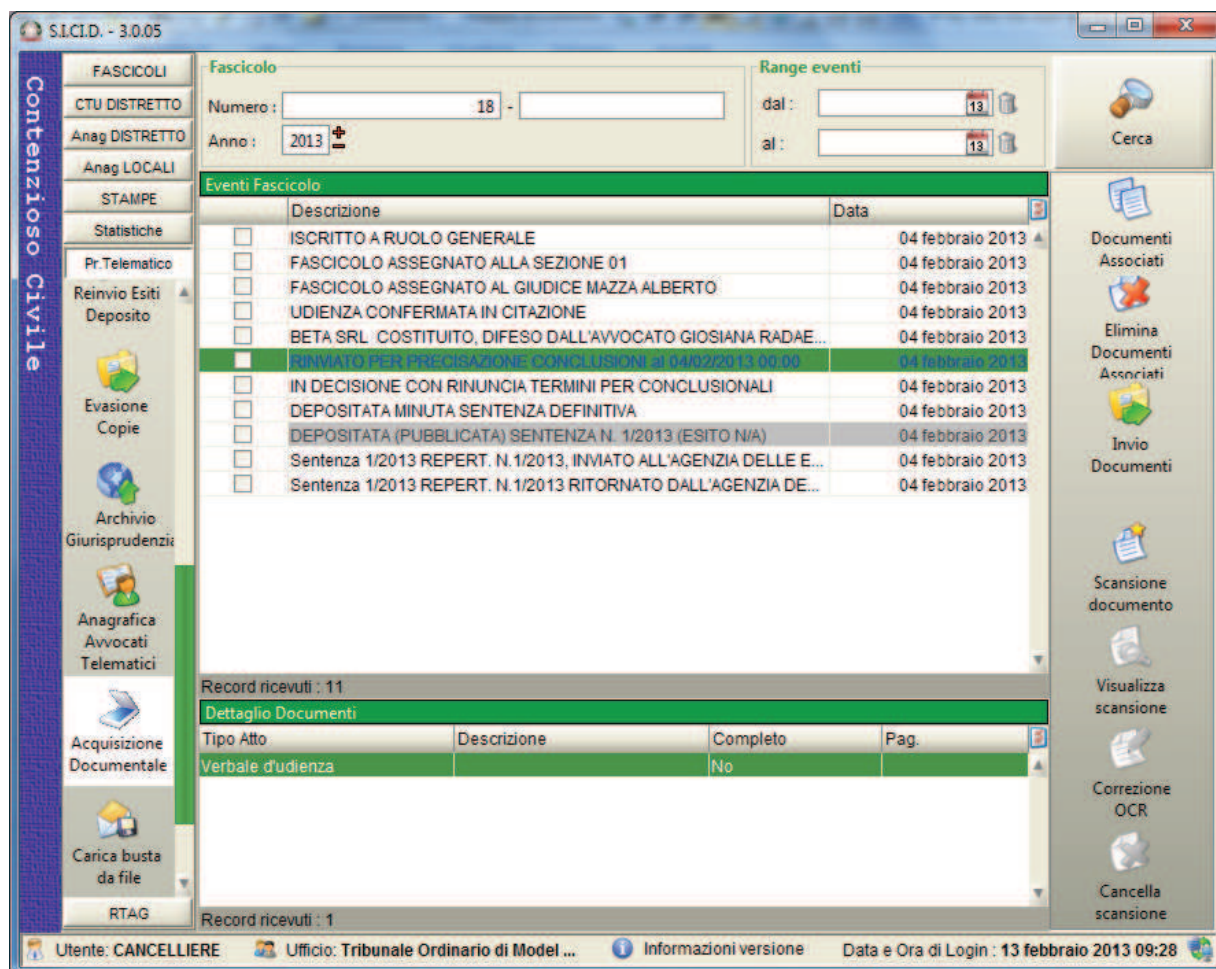 S.I.CI.D. - 3.0.05
Contenzioso Civile
FASCICOLI
CTU DISTRETTO
Anag DISTRETTO
Anag LOCALI
STAMPE
Statistiche
Pr.Telematico
Reinvio Esiti
Deposito
Evasione
Copie
Archivio
Giurisprudenzia
Anagrafica
Avvocati
Telematici
Acquisizione
Documentale
Carica busta
da file
RTAG
Fascicolo
Numero : 18 -
Anno : 2013
Range eventi
dal : 13
al : 13
Cerca
Eventi Fascicolo
Descrizione Data
ISCRITTO A RUOLO GENERALE 04 febbraio 2013
FASCICOLO ASSEGNATO ALLA SEZIONE 01 04 febbraio 2013
FASCICOLO ASSEGNATO AL GIUDICE MAZZA ALBERTO 04 febbraio 2013
UDIENZA CONFERMATA IN CITAZIONE 04 febbraio 2013
BETA SRL COSTITUITO, DIFESO DALL'AVVOCATO GIOSIANA RADAE... 04 febbraio 2013
RINVIATO PER PRECISAZIONE CONCLUSIONI al 04/02/2013 00:00 04 febbraio 2013
IN DECISIONE CON RINUNCIA TERMINI PER CONCLUSIONALI 04 febbraio 2013
DEPOSITATA MINUTA SENTENZA DEFINITIVA 04 febbraio 2013
DEPOSITATA (PUBBLICATA) SENTENZA N. 1/2013 (ESITO N/A) 04 febbraio 2013
Sentenza 1/2013 REPERT. N.1/2013, INVIATO ALL'AGENZIA DELLE E... 04 febbraio 2013
Sentenza 1/2013 REPERT. N.1/2013 RITORNATO DALL'AGENZIA DE... 04 febbraio 2013
Record ricevuti : 11
Dettaglio Documenti
Tipo Atto Descrizione Completo Pag.
Verbale d'udienza No
Record ricevuti : 1
Documenti
Associati
Elimina
Documenti
Associati
Invio
Documenti
Scansione
documento
Visualizza
scansione
Correzione
OCR
Cancella
scansione
Utente: CANCELLIERE Ufficio: Tribunale Ordinario di Model ... Informazioni versione Data e Ora di Login : 13 febbraio 2013 09:28